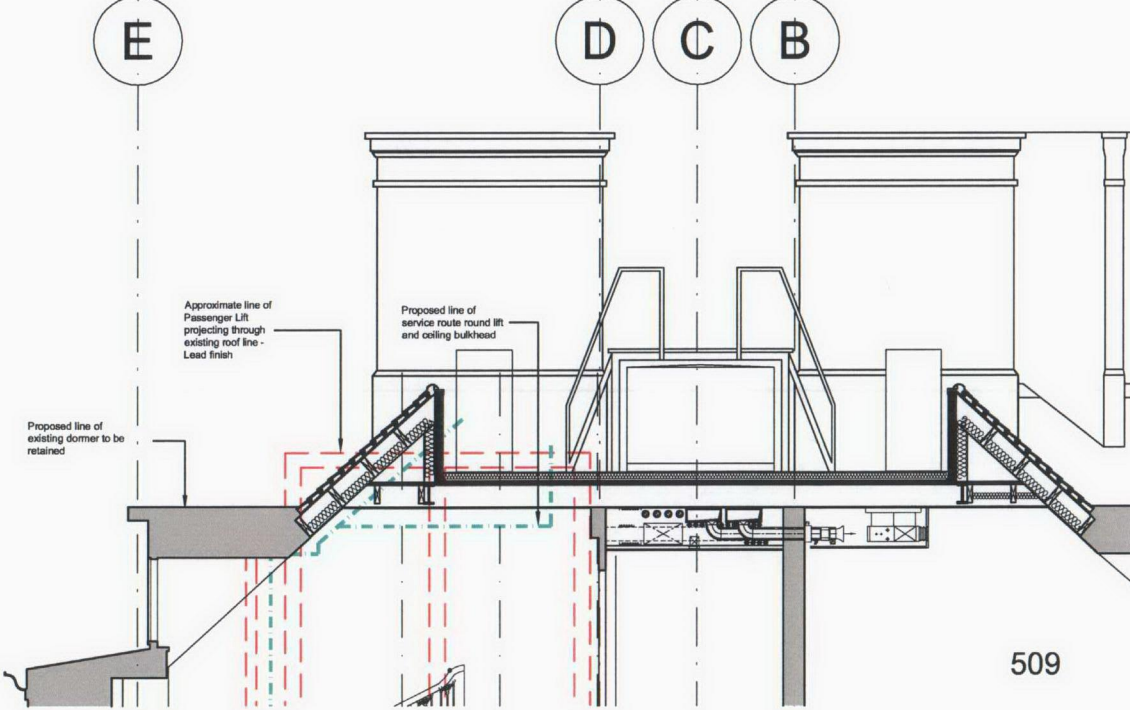 E
D
C
B
Approximate line of
Passenger Lift
projecting through
existing roof line -
Lead finish
Proposed line of
service route round lift
and ceiling bulkhead
Proposed line of
existing dormer to be
retained
509